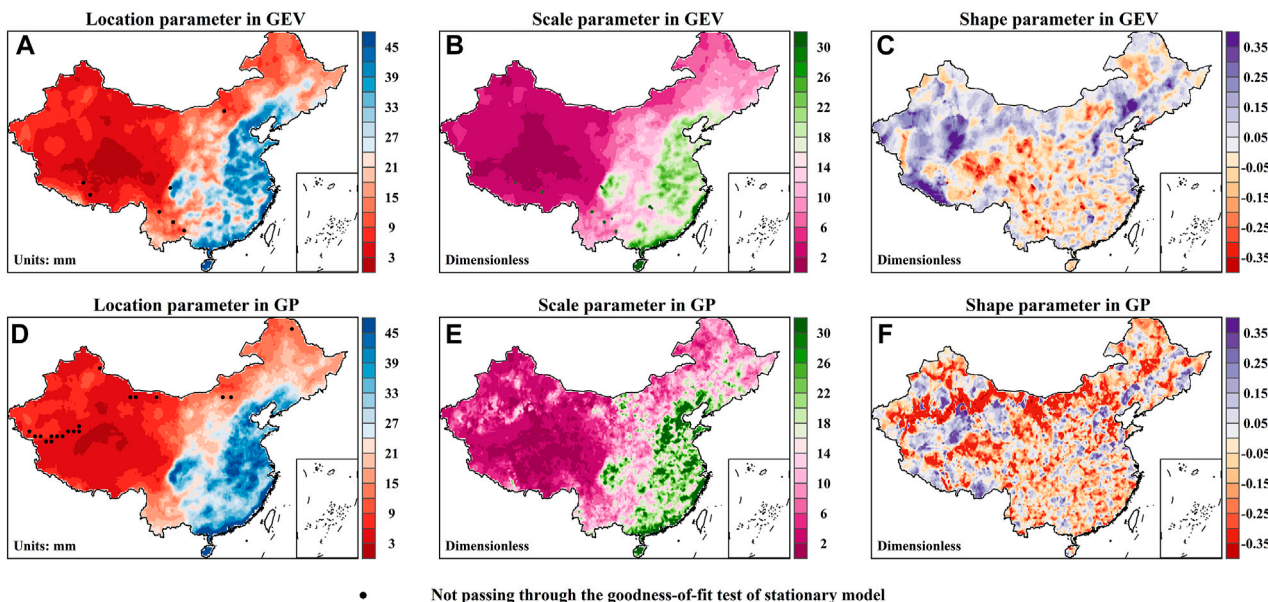 Location parameter in GEV
Scale parameter in GEV
Shape parameter in GEV
A
45
39
33
27
21
15
9
3
Units: mm
B
30
26
22
18
14
10
6
2
Dimensionless
C
0.35
0.25
0.15
0.05
-0.05
-0.15
-0.25
-0.35
Dimensionless
Location parameter in GP
Scale parameter in GP
Shape parameter in GP
D
45
39
33
27
21
15
9
3
Units: mm
E
30
26
22
18
14
10
6
2
Dimensionless
F
0.35
0.25
0.15
0.05
-0.05
-0.15
-0.25
-0.35
Dimensionless
Not passing through the goodness-of-fit test of stationary model